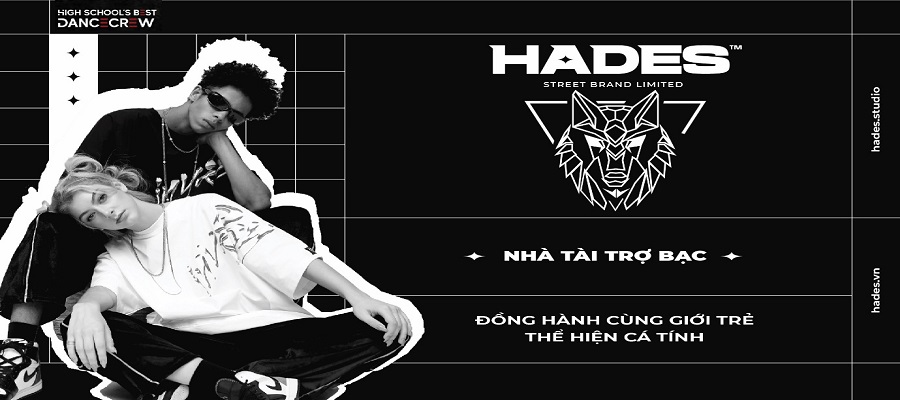 HIGH SCHOOL'S BEST
DANCECREW
HADES™
STREET BRAND LIMITED
NHÀ TÀI TRỢ BẠC
ĐỒNG HÀNH CÙNG GIỚI TRẺ
THỂ HIỆN CÁ TÍNH
hades.studio
hades.vn